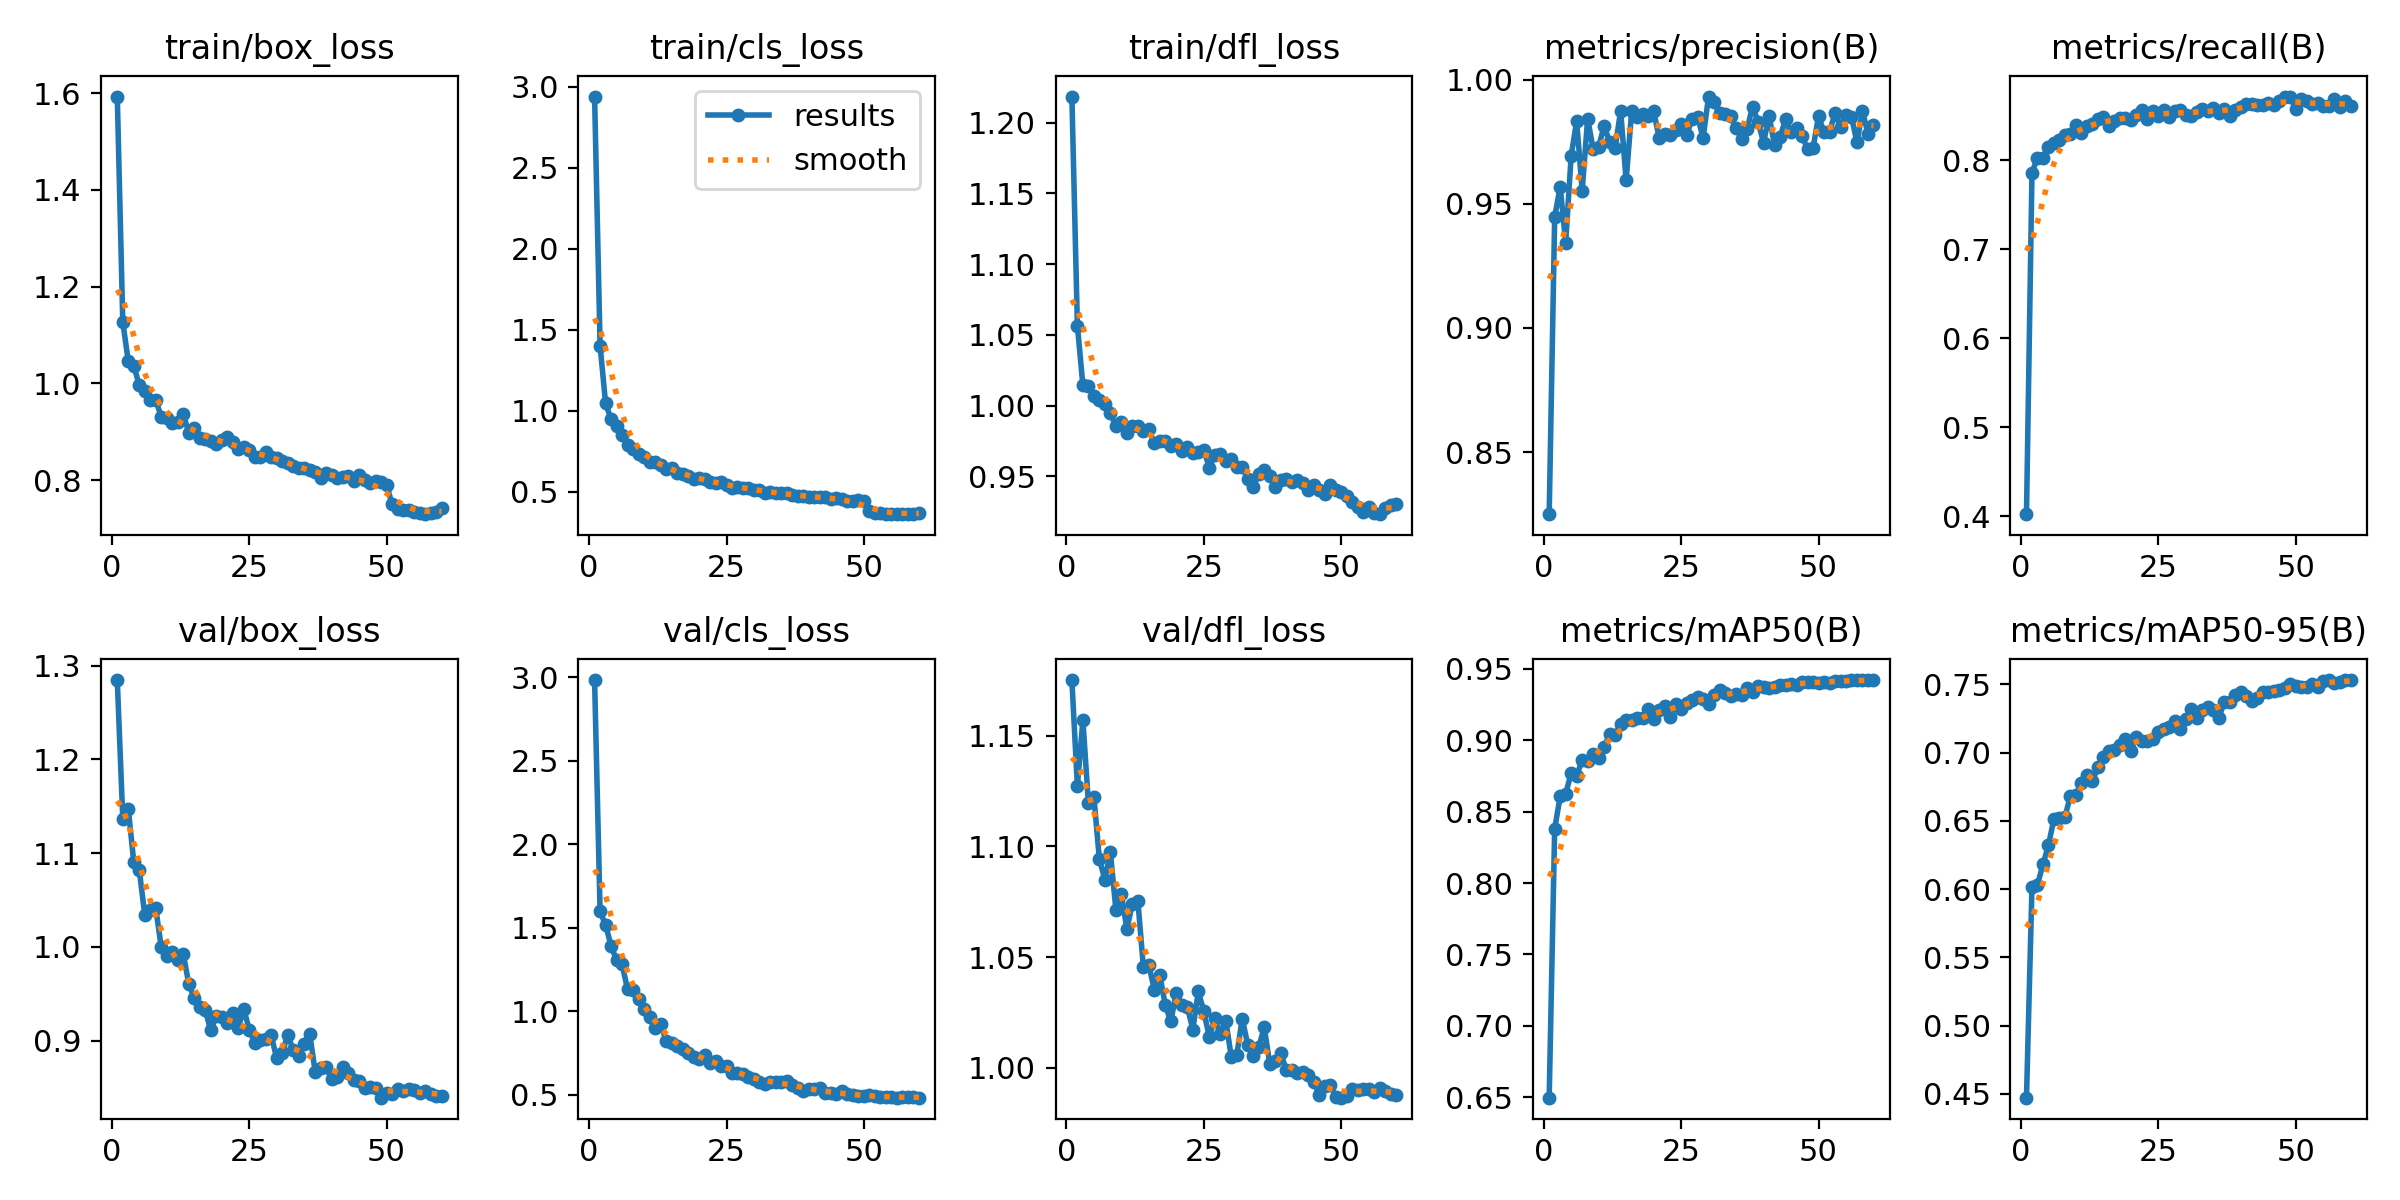 train/box_loss
1.6
1.4
1.2
1.0
0.8
0 25 50
train/cls_loss
results
smooth
3.0
2.5
2.0
1.5
1.0
0.5
0 25 50
train/dfl_loss
1.20
1.15
1.10
1.05
1.00
0.95
0 25 50
metrics/precision(B)
1.00
0.95
0.90
0.85
0 25 50
metrics/recall(B)
0.8
0.7
0.6
0.5
0.4
0 25 50
val/box_loss
1.3
1.2
1.1
1.0
0.9
0 25 50
val/cls_loss
3.0
2.5
2.0
1.5
1.0
0.5
0 25 50
val/dfl_loss
1.15
1.10
1.05
1.00
0 25 50
metrics/mAP50(B)
0.95
0.90
0.85
0.80
0.75
0.70
0.65
0 25 50
metrics/mAP50-95(B)
0.75
0.70
0.65
0.60
0.55
0.50
0.45
0 25 50